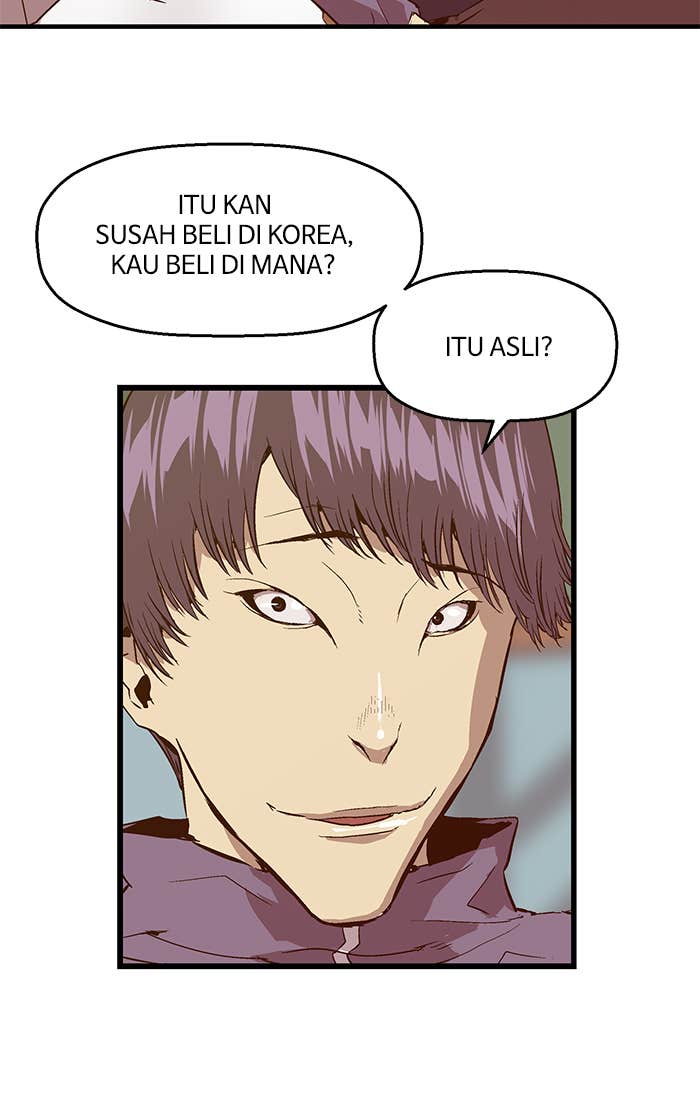 ITU KAN
SUSAH BELI DI KOREA,
KAU BELI DI MANA?
ITU ASLI?